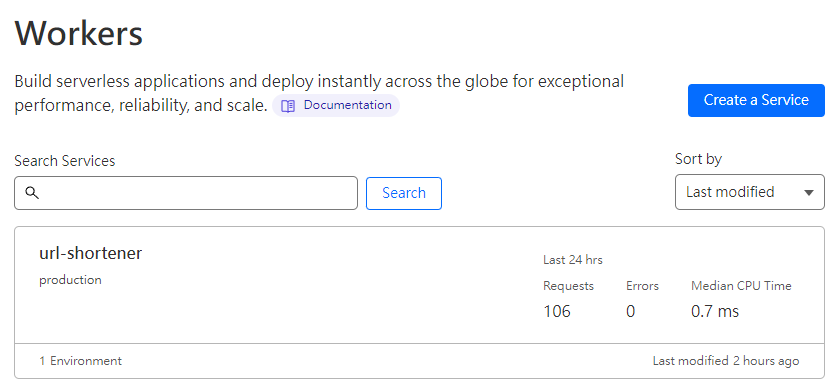 Workers
Build serverless applications and deploy instantly across the globe for exceptional
performance, reliability, and scale. Documentation
Create a Service
Search Services
Search
Sort by
Last modified
url-shortener
production
Last 24 hrs
Requests Errors Median CPU Time
106 0 0.7 ms
1 Environment
Last modified 2 hours ago